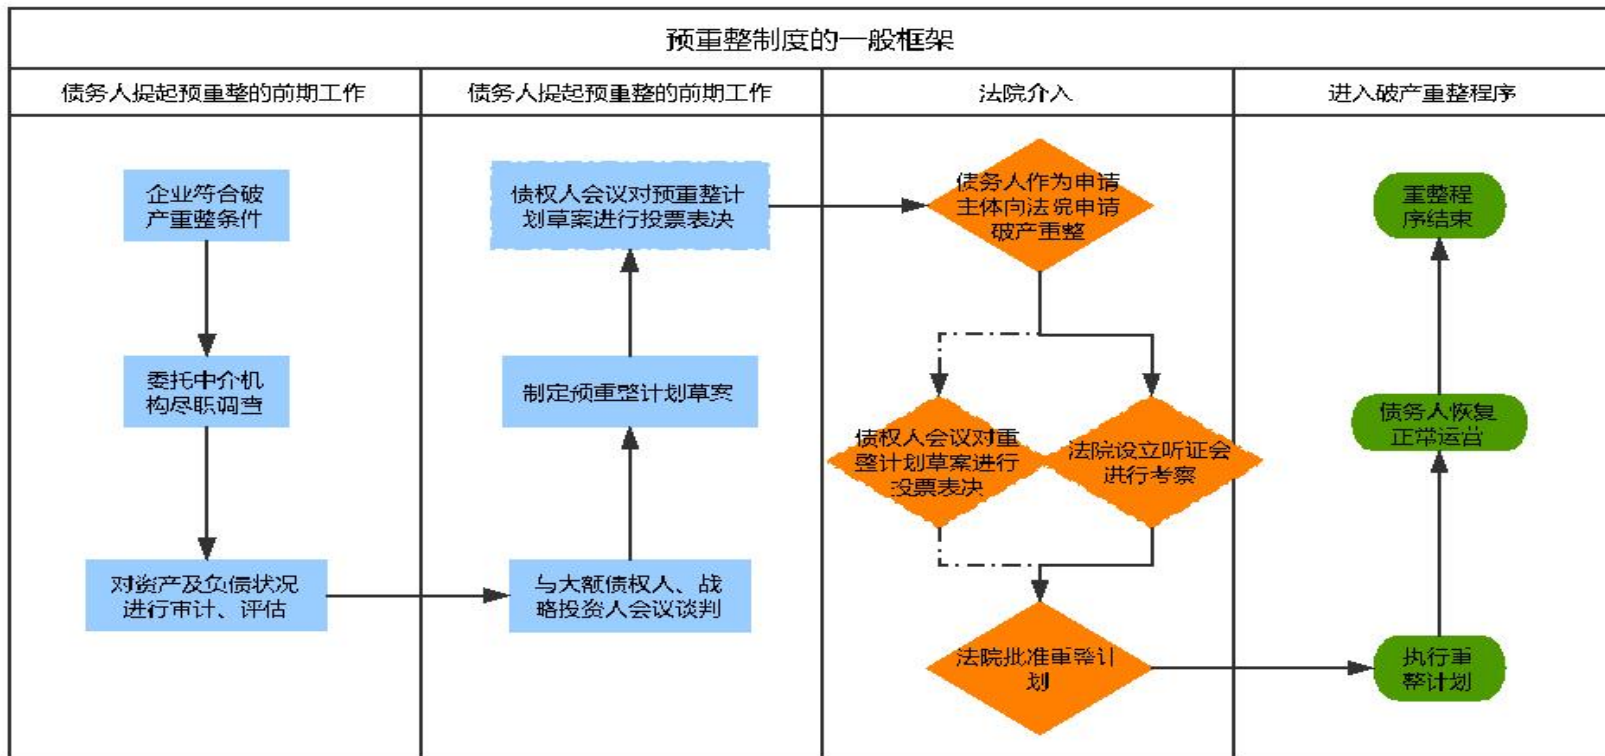 预重整制度的一般框架
债务人提起预重整的前期工作
债务人提起预重整的前期工作
法院介入
进入破产重整程序
企业符合破
产重整条件
委托中介机
构尽职调查
对资产及负债状况
进行审计、评估
债权人会议对预重整计
划草案进行投票表决
制定预重整计划草案
与大额债权人、战
略投资人会议谈判
债务人作为申请
主体向法院申请
破产重整
债权人会议对重
整计划草案进行
投票表决
法院设立听证会
进行考察
法院批准重整计
划
重整程
序结束
债务人恢复
正常运营
执行重
整计划